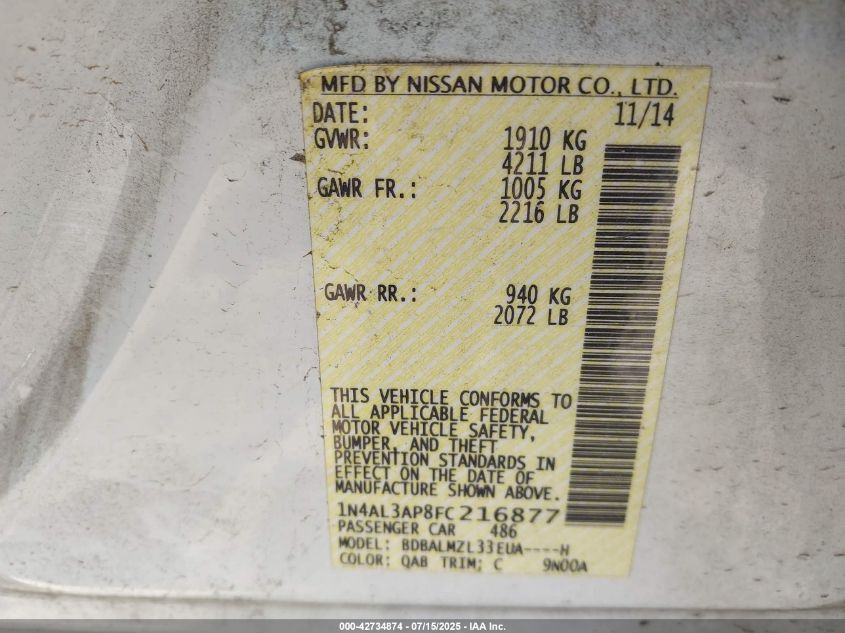 MFD BY NISSAN MOTOR CO., LTD.
DATE: 11/14
GVWR: 1910 KG
4211 LB
GAWR FR.: 1005 KG
2216 LB
GAWR RR.: 940 KG
2072 LB
THIS VEHICLE CONFORMS TO
ALL APPLICABLE FEDERAL
MOTOR VEHICLE SAFETY,
BUMPER, AND THEFT
PREVENTION STANDARDS IN
EFFECT ON THE DATE OF
MANUFACTURE SHOWN ABOVE.
1N4AL3AP8FC216877
PASSENGER CAR 486
MODEL: BDBALMZL33EUA----H
COLOR: QAB TRIM; C 9N00A
000-42734874 / 07/15/2025 - IAA Inc.